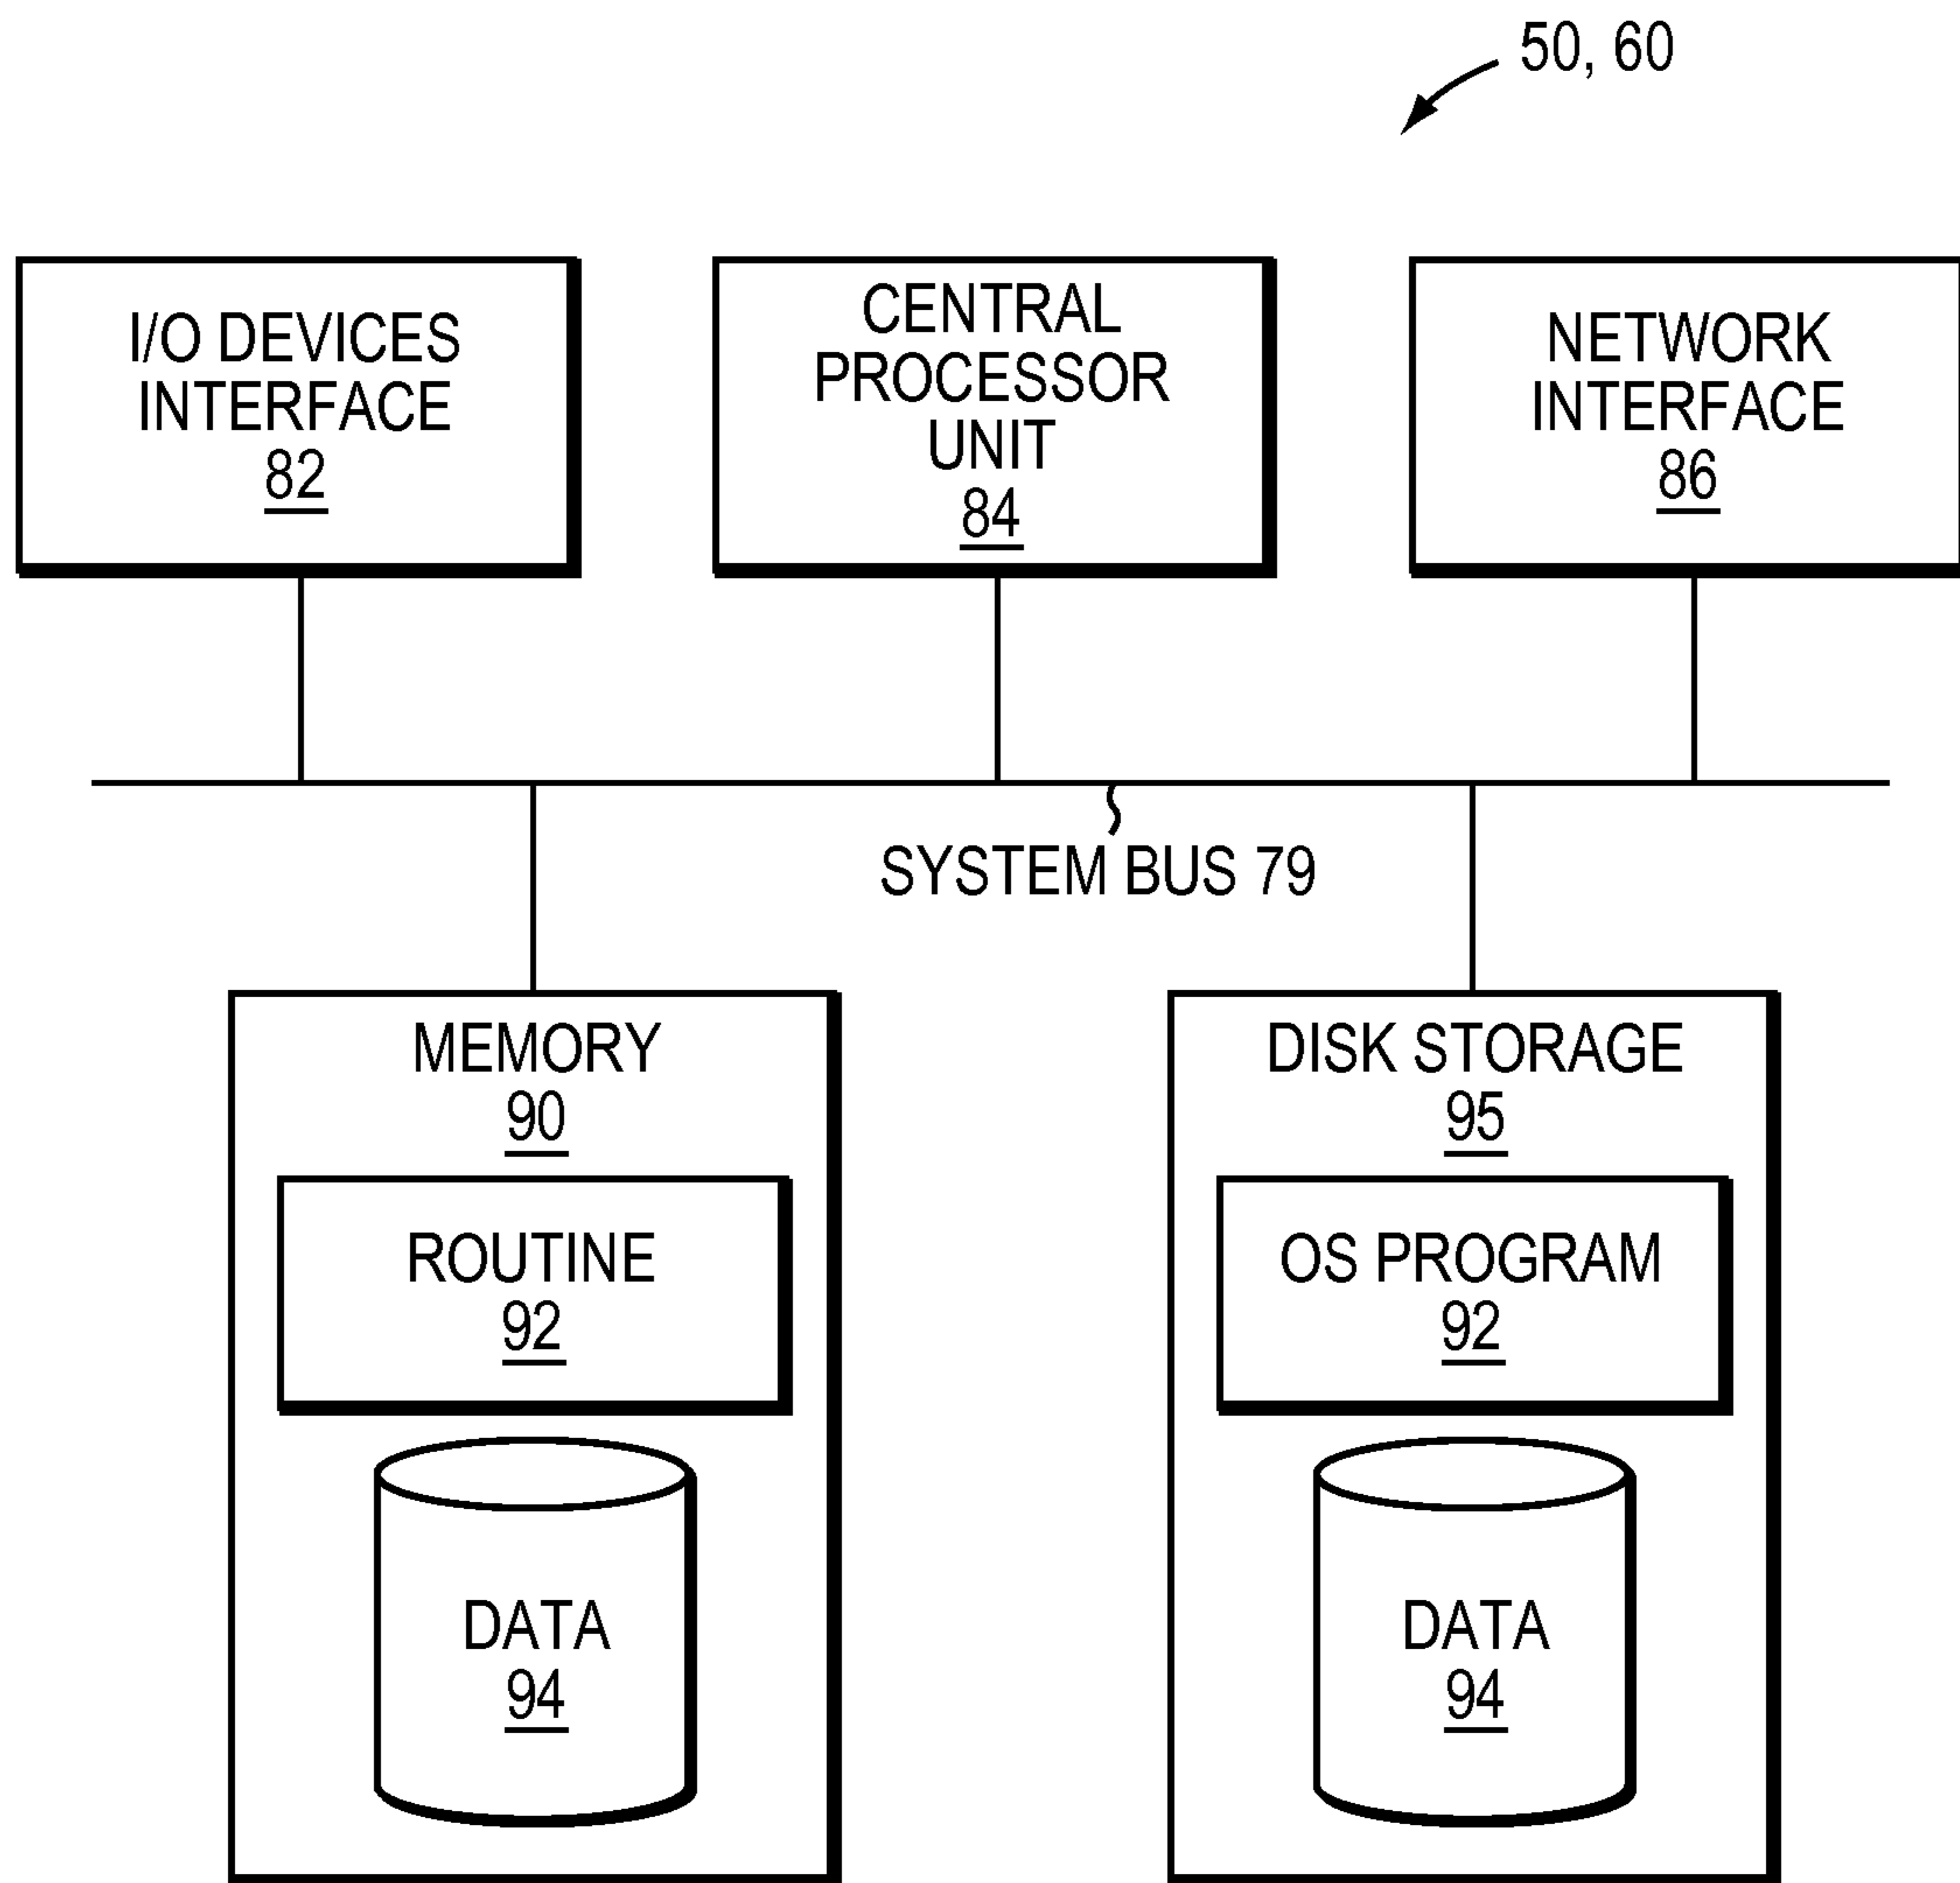 50, 60
I/O DEVICES
INTERFACE
82
CENTRAL
PROCESSOR
UNIT
84
NETWORK
INTERFACE
86
SYSTEM BUS 79
MEMORY
90
ROUTINE
92
DATA
94
DISK STORAGE
95
OS PROGRAM
92
DATA
94